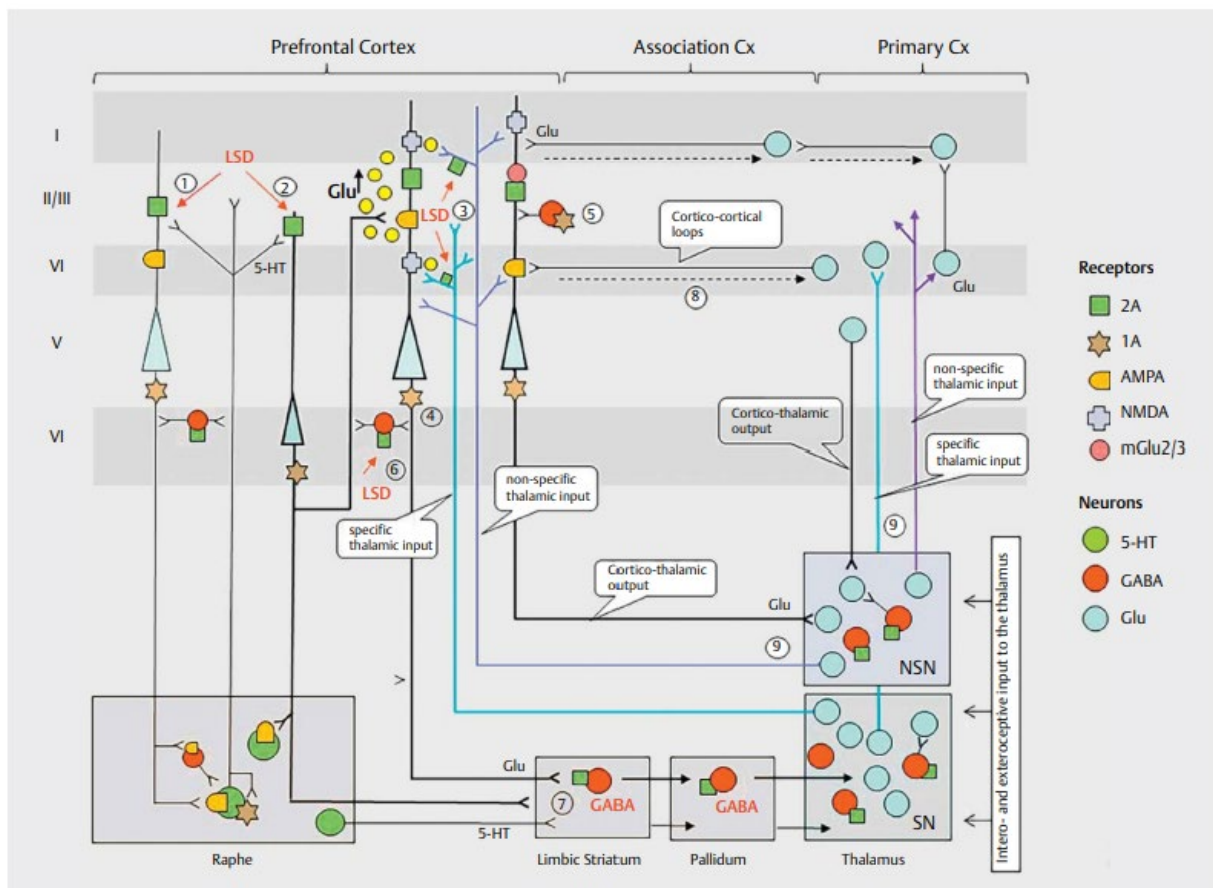 Prefrontal Cortex
Association Cx
Primary Cx
I
II/III
VI
V
VI
LSD
①
②
5-HT
Glu
LSD
③
④
LSD
⑥
Glu
⑤
Cortico-cortical
loops
⑧
Glu
non-specific
thalamic input
Cortico-thalamic
output
specific
thalamic input
⑨
specific
thalamic input
non-specific
thalamic input
Ciortico-thalamic
output
Glu
⑨
NSN
SN
Glu
⑦
GABA
GABA
5-HT
Raphe
Limbic Striatum
Pallidum
Thalamus
Intero- and exteroceptive input to the thalamus
Receptors
2A
1A
AMPA
NMDA
mGlu2/3
Neurons
5-HT
GABA
Glu